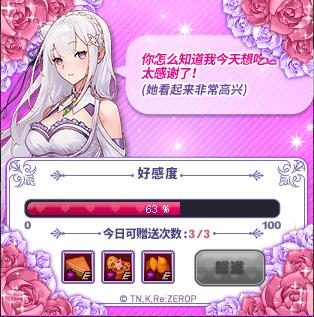 你怎么知道我今天想吃这
太感谢了！
(她看起来非常高兴)
好感度
63 %
0
100
今日可赠送次数：3/3
E
E
E
赠送
© TN,K,Re:ZEROP